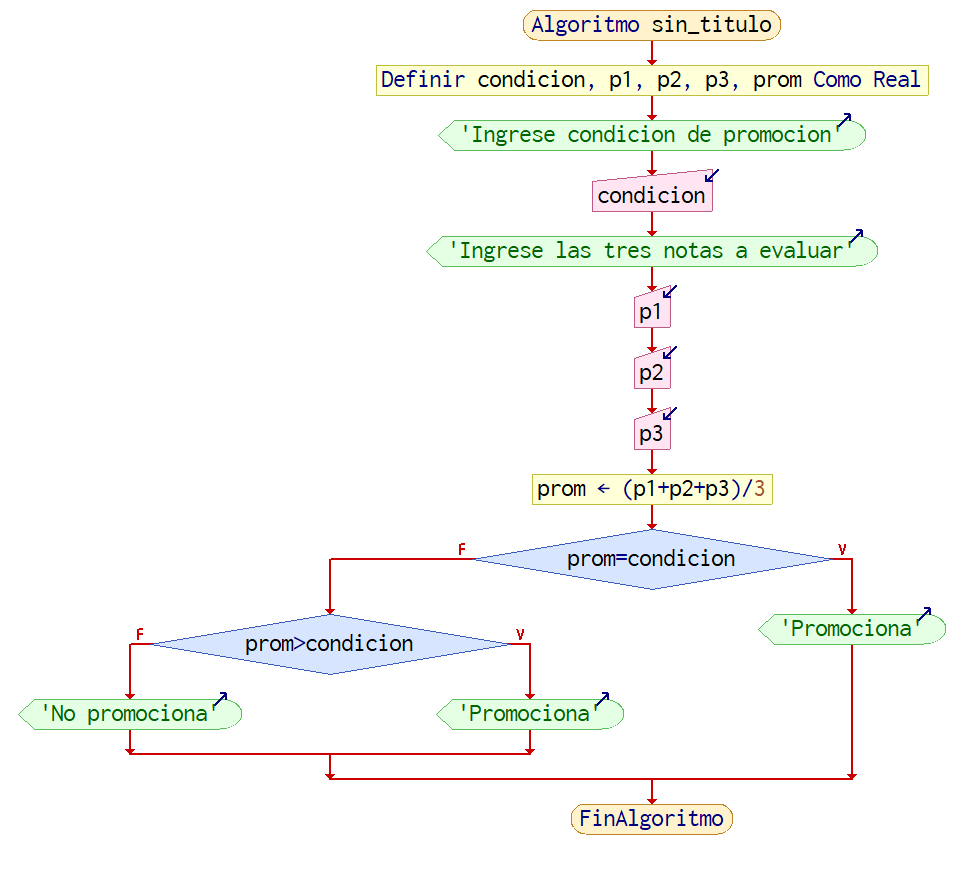 Algoritmo sin_titulo
Definir condicion, p1, p2, p3, prom Como Real
'Ingrese condicion de promocion'
condicion
'Ingrese las tres notas a evaluar'
p1
p2
p3
prom ← (p1+p2+p3)/3
prom=condicion
F
V
'Promociona'
prom>condicion
F
V
'No promociona'
'Promociona'
FinAlgoritmo